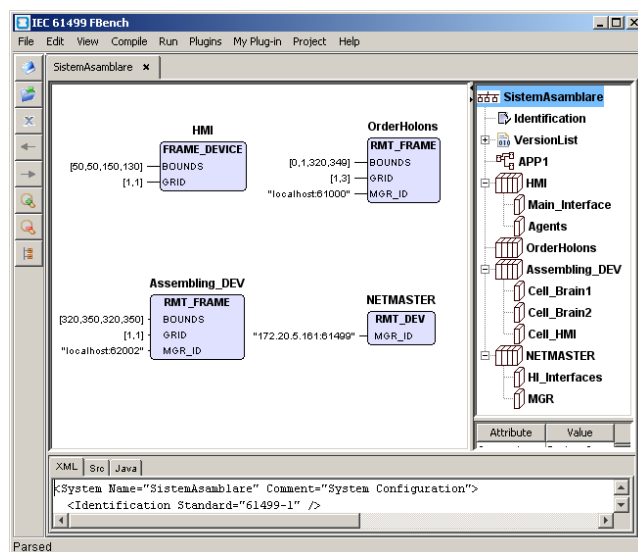 IEC 61499 FBench
File Edit View Compile Run Plugins My Plug-in Project Help
SistemAsamblare ×
HMI
FRAME_DEVICE
[50,50,150,130] BOUNDS
[1,1] GRID
OrderHolons
RMT_FRAME
[0,1,320,349] BOUNDS
[1,3] GRID
"localhost:61000" MGR_ID
Assembling_DEV
RMT_FRAME
[320,350,320,350] BOUNDS
[1,1] GRID
"localhost:62002" MGR_ID
NETMASTER
RMT_DEV
"172.20.5.161:61499" MGR_ID
SistemAsamblare
Identification
VersionList
APP1
HMI
Main_Interface
Agents
OrderHolons
Assembling_DEV
Cell_Brain1
Cell_Brain2
Cell_HMI
NETMASTER
HI_Interfaces
MGR
Attribute Value
XML Src Java
<System Name="SistemAsamblare" Comment="System Configuration">
<Identification Standard="61499-1" />
Parsed